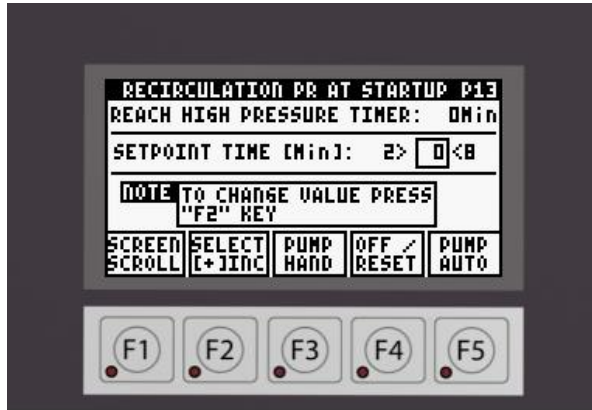 RECIRCULATION PR AT STARTUP P13
REACH HIGH PRESSURE TIMER: 0Min
SETPOINT TIME [Min]: 2> 0 <8
NOTE TO CHANGE VALUE PRESS
"F2" KEY
SCREEN SELECT PUMP OFF / PUMP
SCROLL [+]INC HAND RESET AUTO
F1 F2 F3 F4 F5